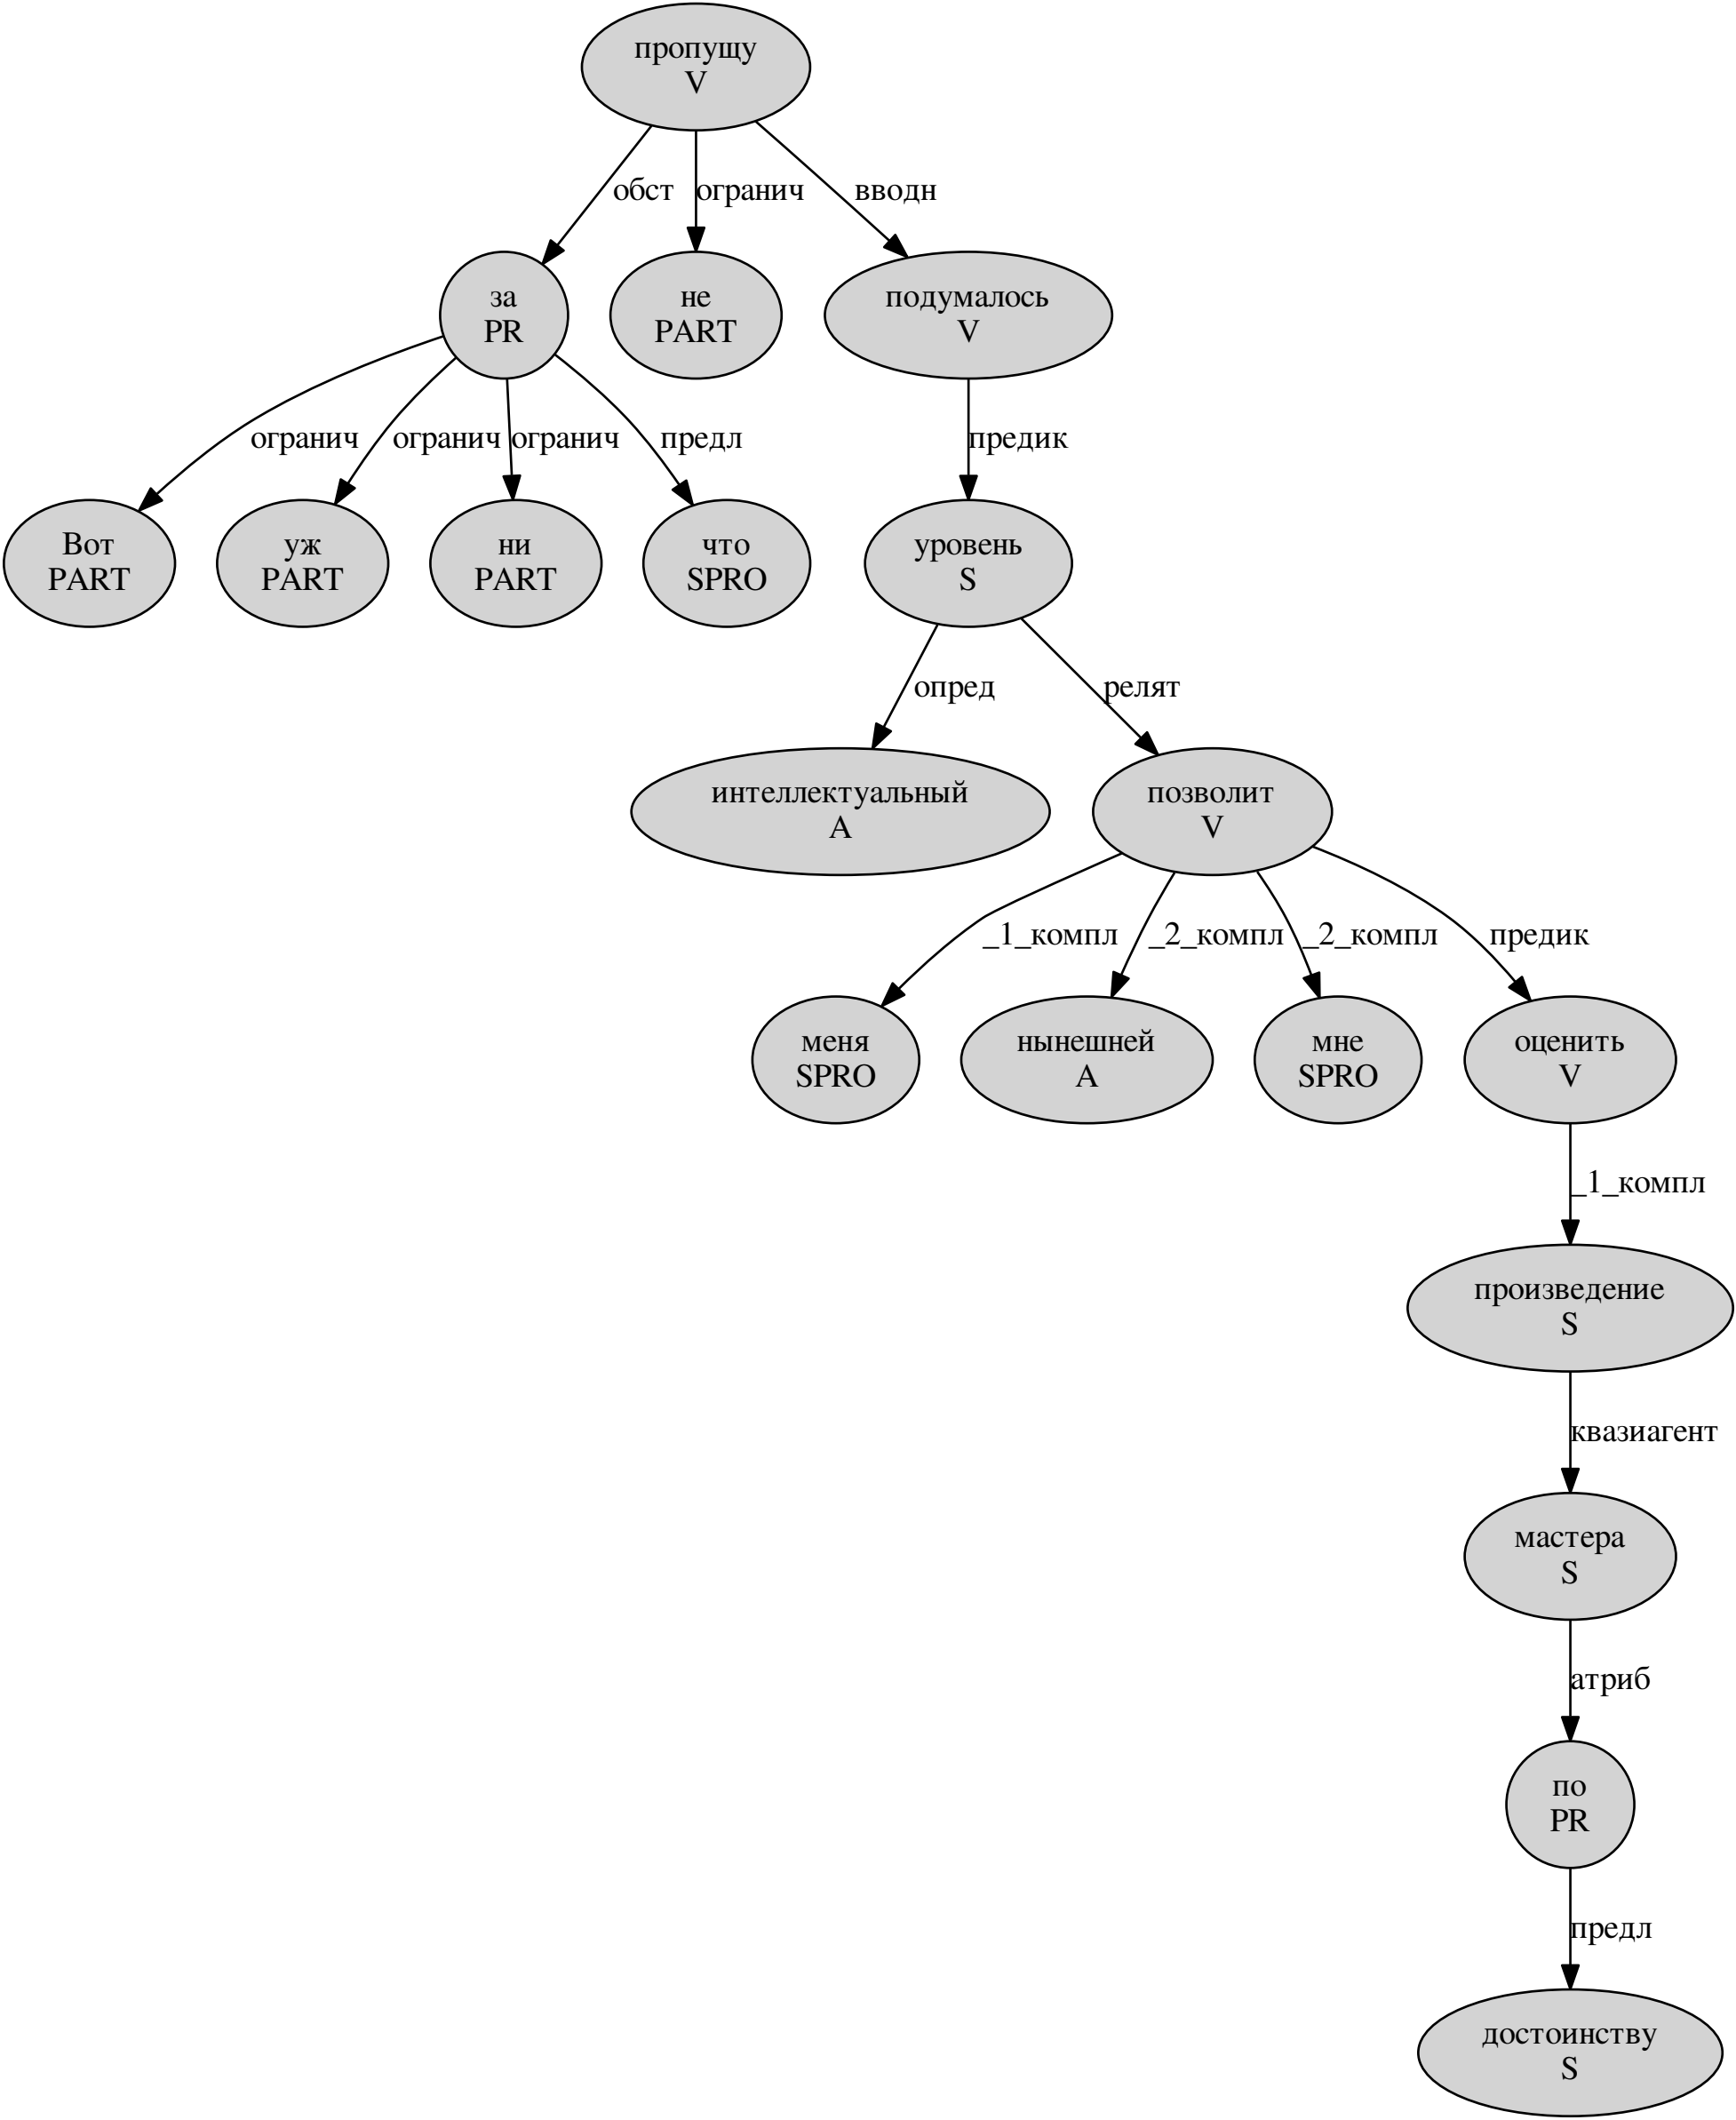 пропущу
V
обст
огранич
вводн
за
PR
не
PART
подумалось
V
огранич
огранич
огранич
предл
предик
Вот
PART
уж
PART
ни
PART
что
SPRO
уровень
S
опред
релят
интеллектуальный
A
позволит
V
_1_компл
_2_компл
_2_компл
предик
меня
SPRO
нынешней
A
мне
SPRO
оценить
V
_1_компл
произведение
S
квазиагент
мастера
S
атриб
по
PR
предл
достоинству
S